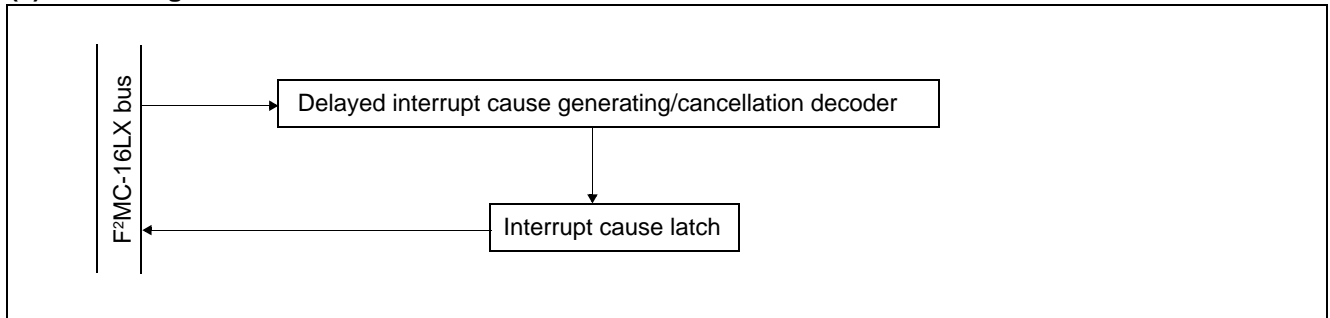 F²MC-16LX bus
Delayed interrupt cause generating/cancellation decoder
Interrupt cause latch